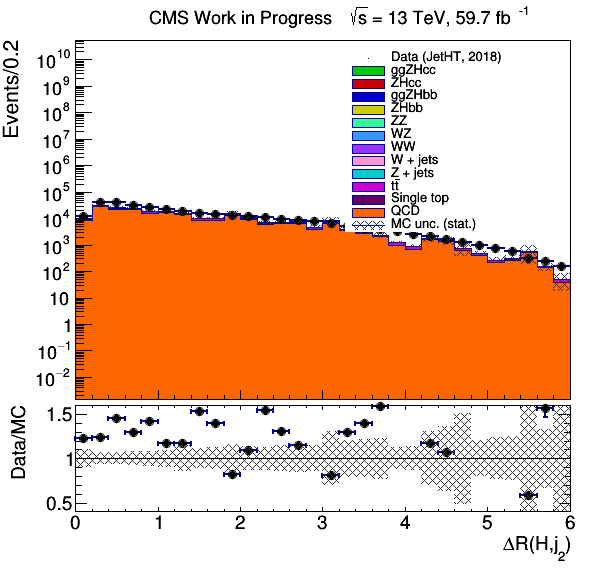 CMS Work in Progress √s = 13 TeV, 59.7 fb⁻¹
Events/0.2
10¹⁰
10⁹
10⁸
10⁷
10⁶
10⁵
10⁴
10³
10²
10
1
10⁻¹
10⁻²
Data (JetHT, 2018)
ggZHcc
ZHcc
ggZHbb
ZHbb
ZZ
WZ
WW
W + jets
Z + jets
tt̄
Single top
QCD
MC unc. (stat.)
Data/MC
1.5
1
0.5
0 1 2 3 4 5 6
ΔR(H,j₂)